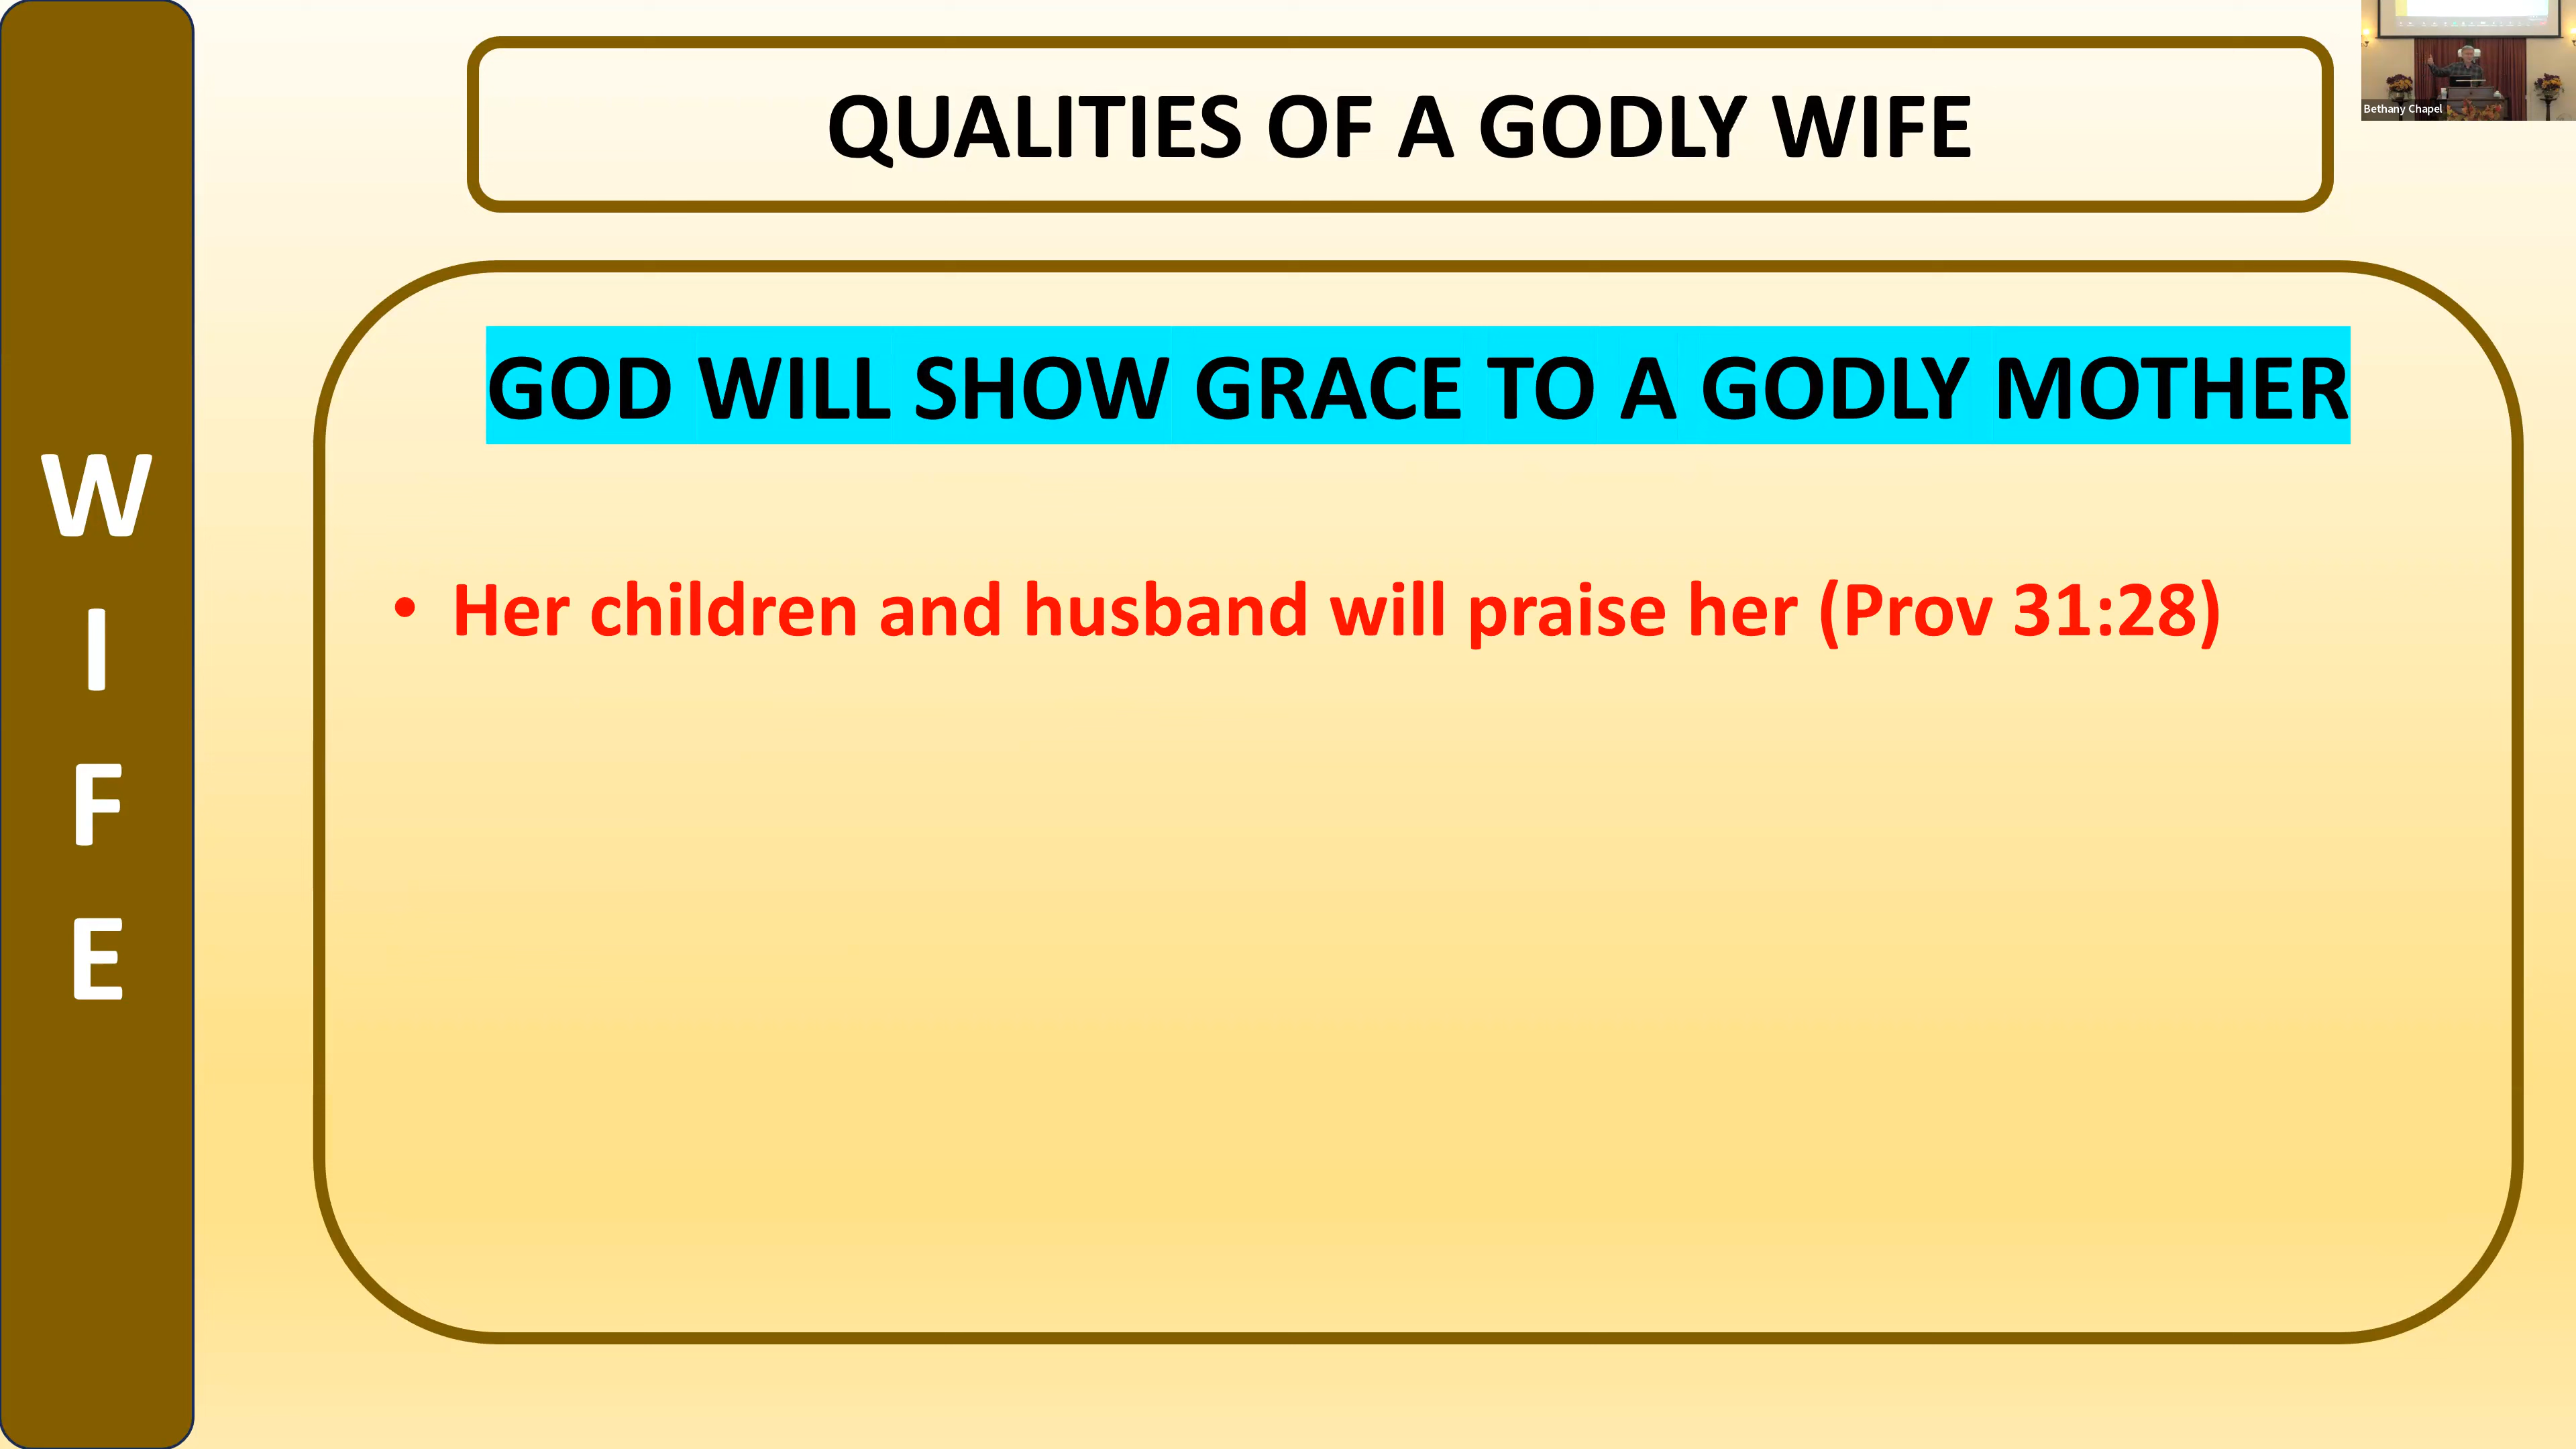 QUALITIES OF A GODLY WIFE
Bethany Chapel
GOD WILL SHOW GRACE TO A GODLY MOTHER
• Her children and husband will praise her (Prov 31:28)
W
I
F
E